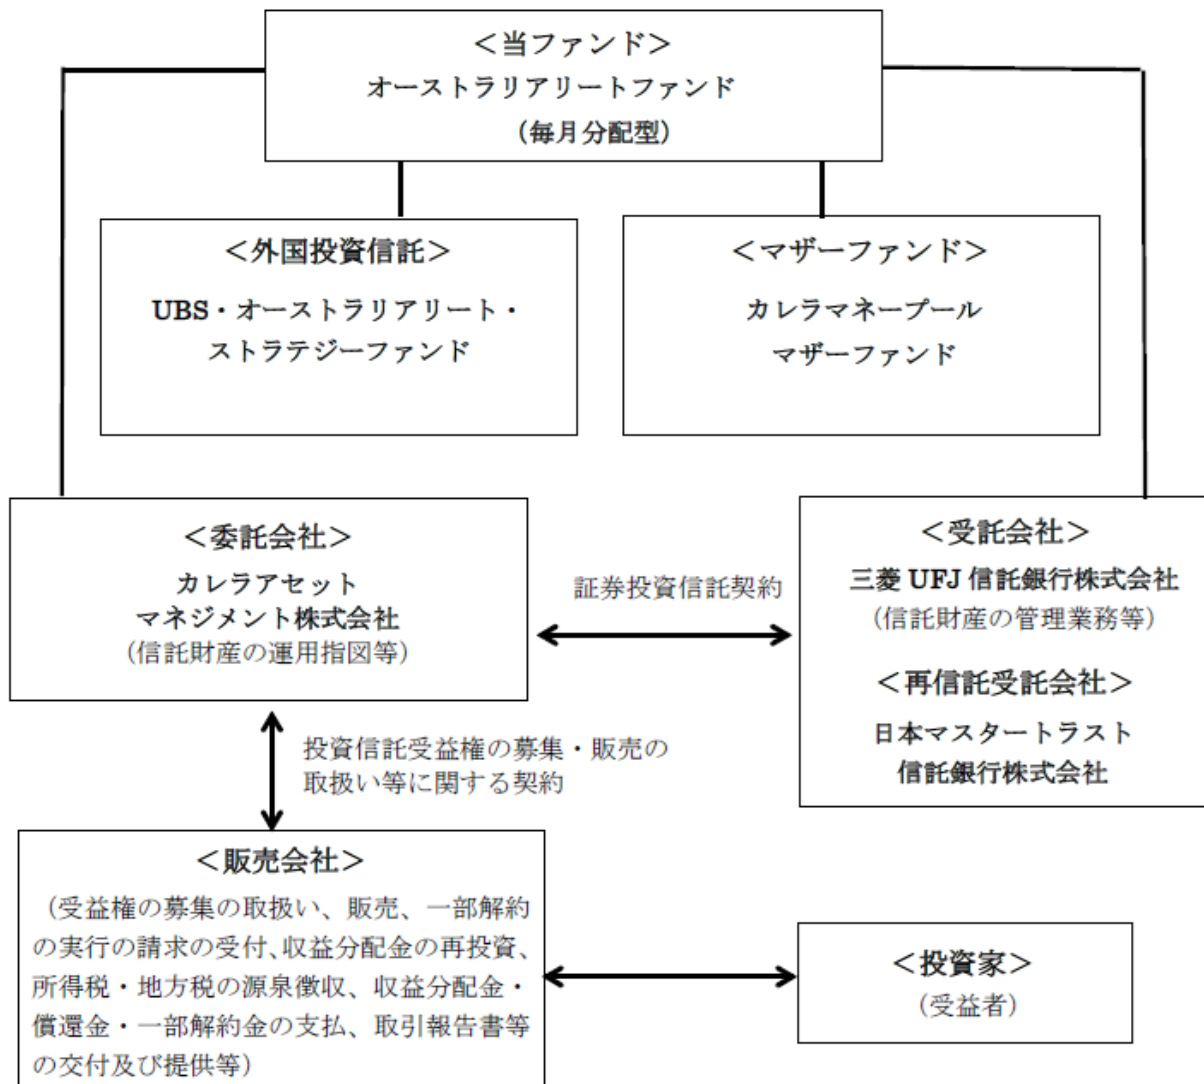 ＜当ファンド＞
オーストラリアリートファンド
（毎月分配型）
＜外国投資信託＞
UBS・オーストラリアリート・
ストラテジーファンド
＜マザーファンド＞
カレラマネープール
マザーファンド
＜委託会社＞
カレラアセット
マネジメント株式会社
（信託財産の運用指図等）
証券投資信託契約
＜受託会社＞
三菱 UFJ 信託銀行株式会社
（信託財産の管理業務等）
＜再信託受託会社＞
日本マスタートラスト
信託銀行株式会社
投資信託受益権の募集・販売の
取扱い等に関する契約
＜販売会社＞
（受益権の募集の取扱い、販売、一部解約
の実行の請求の受付、収益分配金の再投資、
所得税・地方税の源泉徴収、収益分配金・
償還金・一部解約金の支払、取引報告書等
の交付及び提供等）
＜投資家＞
（受益者）